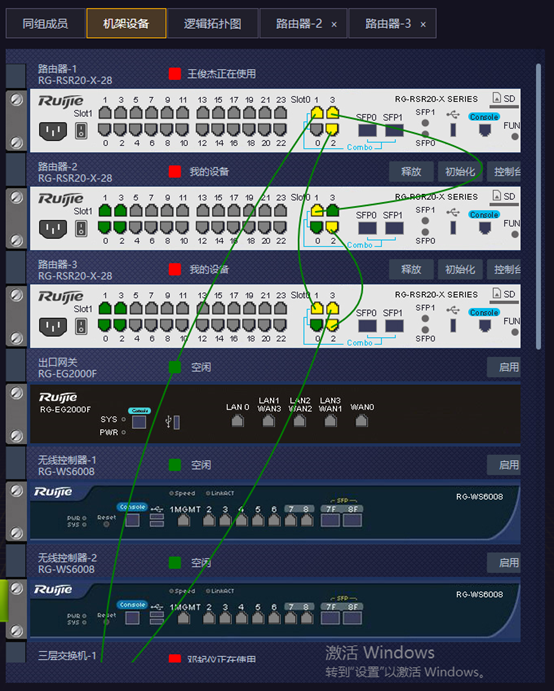 同组成员 机架设备 逻辑拓扑图 路由器-2 × 路由器-3 ×
路由器-1
RG-RSR20-X-28
王俊杰正在使用
Ruijie 1 3 5 7 9 11 13 15 17 19 21 23 Slot0 1 3 RG-RSR20-X SERIES SD
Slot1 SFP0 SFP1 SFP1 Console FUN
0 2 4 6 8 10 12 14 16 18 20 22 0 2 Combo SFP0
路由器-2
RG-RSR20-X-28
我的设备 释放 初始化 控制台
Ruijie 1 3 5 7 9 11 13 15 17 19 21 23 Slot0 1 3 RG-RSR20-X SERIES SD
Slot1 SFP0 SFP1 SFP1 Console FUN
0 2 4 6 8 10 12 14 16 18 20 22 0 2 Combo SFP0
路由器-3
RG-RSR20-X-28
我的设备 释放 初始化 控制台
Ruijie 1 3 5 7 9 11 13 15 17 19 21 23 Slot0 1 3 RG-RSR20-X SERIES SD
Slot1 SFP0 SFP1 SFP1 Console FUN
0 2 4 6 8 10 12 14 16 18 20 22 0 2 Combo SFP0
出口网关
RG-EG2000F
空闲 启用
Ruijie
RG-EG2000F Console LAN 0 LAN1 LAN2 LAN3
SYS WAN3 WAN2 WAN1 WAN0
PWR
无线控制器-1
RG-WS6008
空闲 启用
Ruijie Speed Link/ACT SFP RG-WS6008
Console 1MGMT 2 3 4 5 6 7 8 7F 8F
PWR Reset
SYS
无线控制器-2
RG-WS6008
空闲 启用
Ruijie Speed Link/ACT SFP RG-WS6008
Console 1MGMT 2 3 4 5 6 7 8 7F 8F
PWR Reset
SYS
三层交换机-1
正在使用
激活 Windows
转到"设置"以激活 Windows。